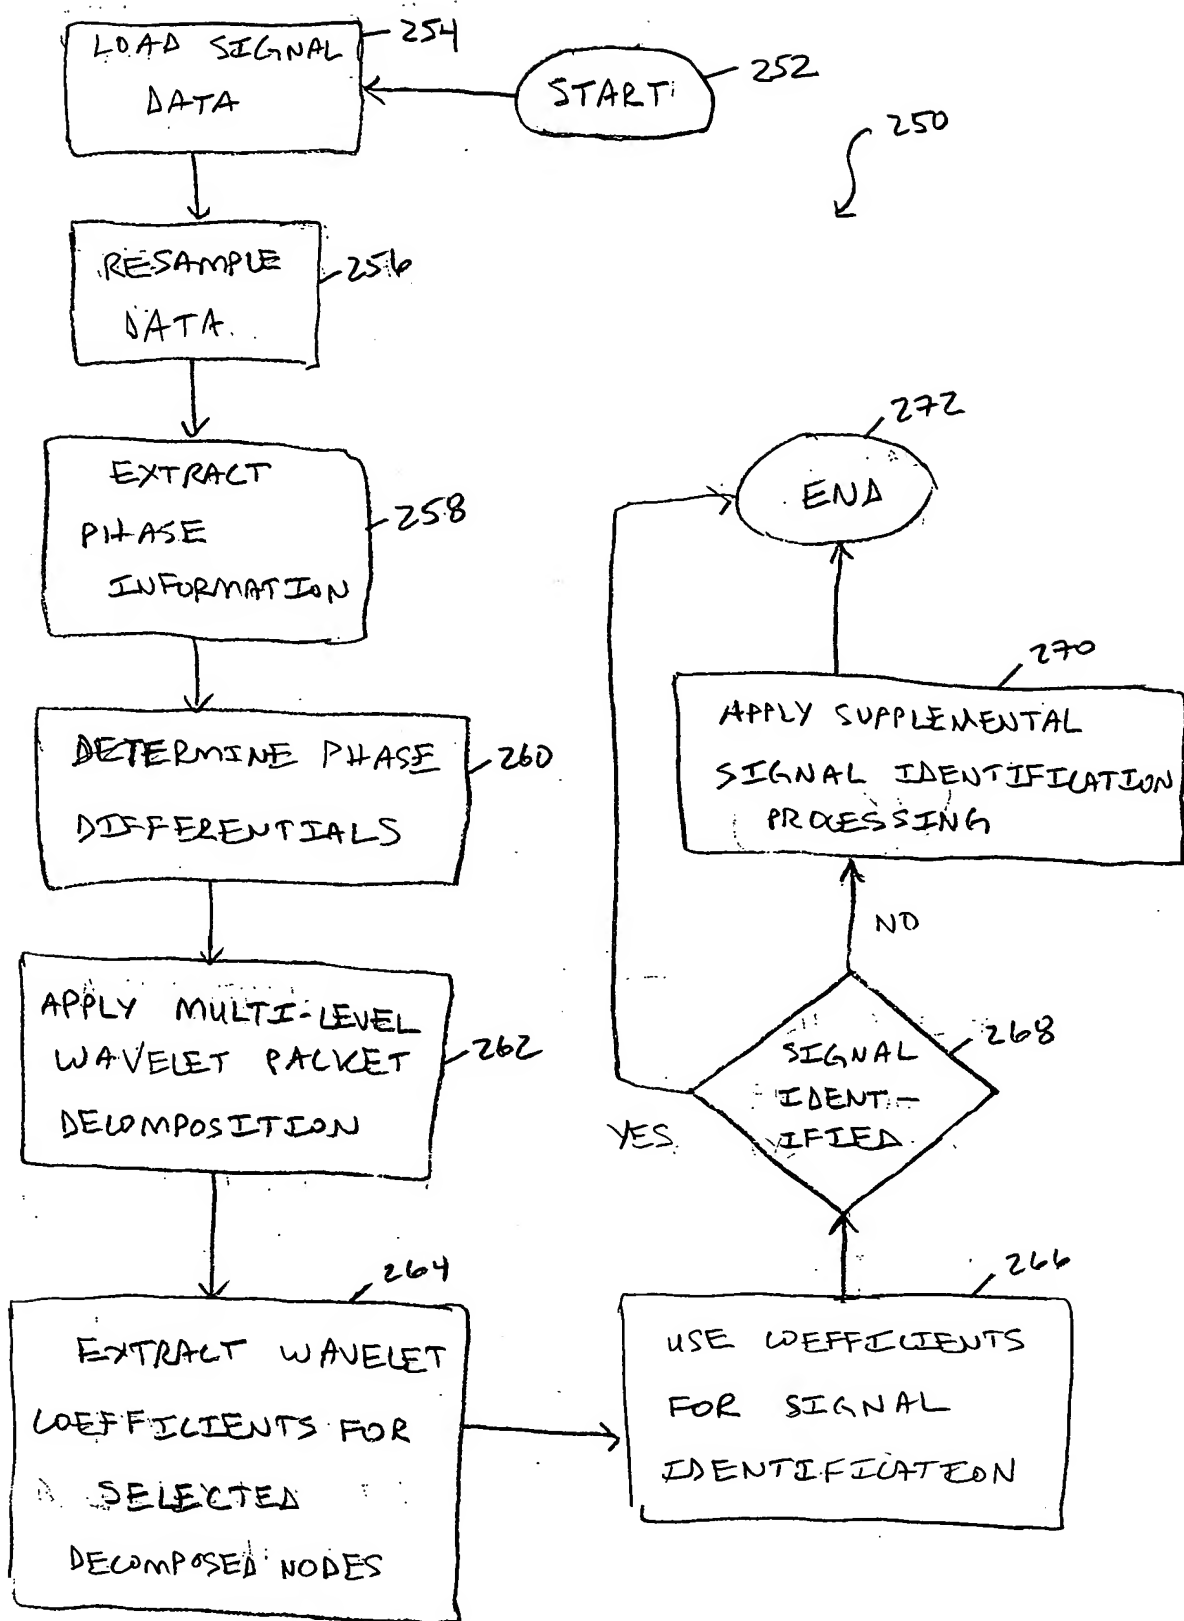 LOAD SIGNAL
DATA
254
START
252
250
RESAMPLE
DATA
256
EXTRACT
PHASE
INFORMATION
258
DETERMINE PHASE
DIFFERENTIALS
260
APPLY MULTI-LEVEL
WAVELET PACKET
DECOMPOSITION
262
264
EXTRACT WAVELET
COEFFICIENTS FOR
SELECTED
DECOMPOSED NODES
266
USE COEFFICIENTS
FOR SIGNAL
IDENTIFICATION
268
SIGNAL
IDENT-
IFIED
YES
NO
270
APPLY SUPPLEMENTAL
SIGNAL IDENTIFICATION
PROCESSING
272
END